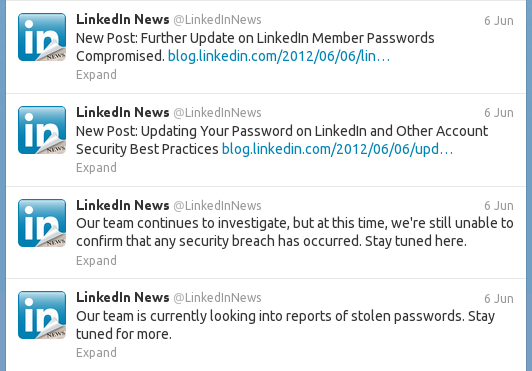 LinkedIn News @LinkedInNews 6 Jun
New Post: Further Update on LinkedIn Member Passwords
Compromised. blog.linkedin.com/2012/06/06/lin…
Expand
LinkedIn News @LinkedInNews 6 Jun
New Post: Updating Your Password on LinkedIn and Other Account
Security Best Practices blog.linkedin.com/2012/06/06/upd…
Expand
LinkedIn News @LinkedInNews 6 Jun
Our team continues to investigate, but at this time, we're still unable to
confirm that any security breach has occurred. Stay tuned here.
Expand
LinkedIn News @LinkedInNews 6 Jun
Our team is currently looking into reports of stolen passwords. Stay
tuned for more.
Expand
in
NEWS
in
NEWS
in
NEWS
in
NEWS